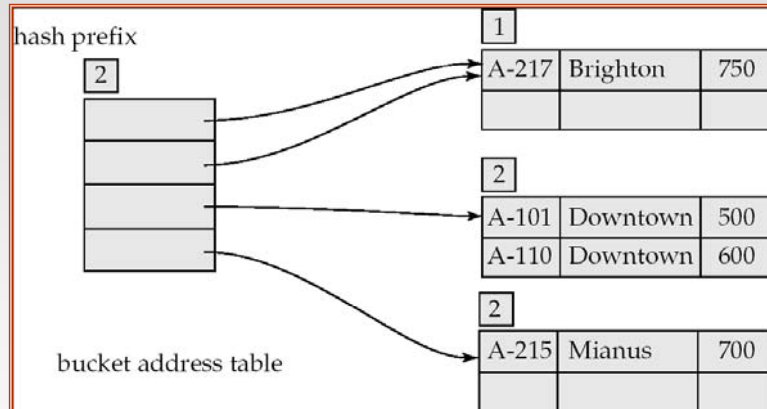 hash prefix
2
bucket address table
1
A-217 Brighton 750
2
A-101 Downtown 500
A-110 Downtown 600
2
A-215 Mianus 700